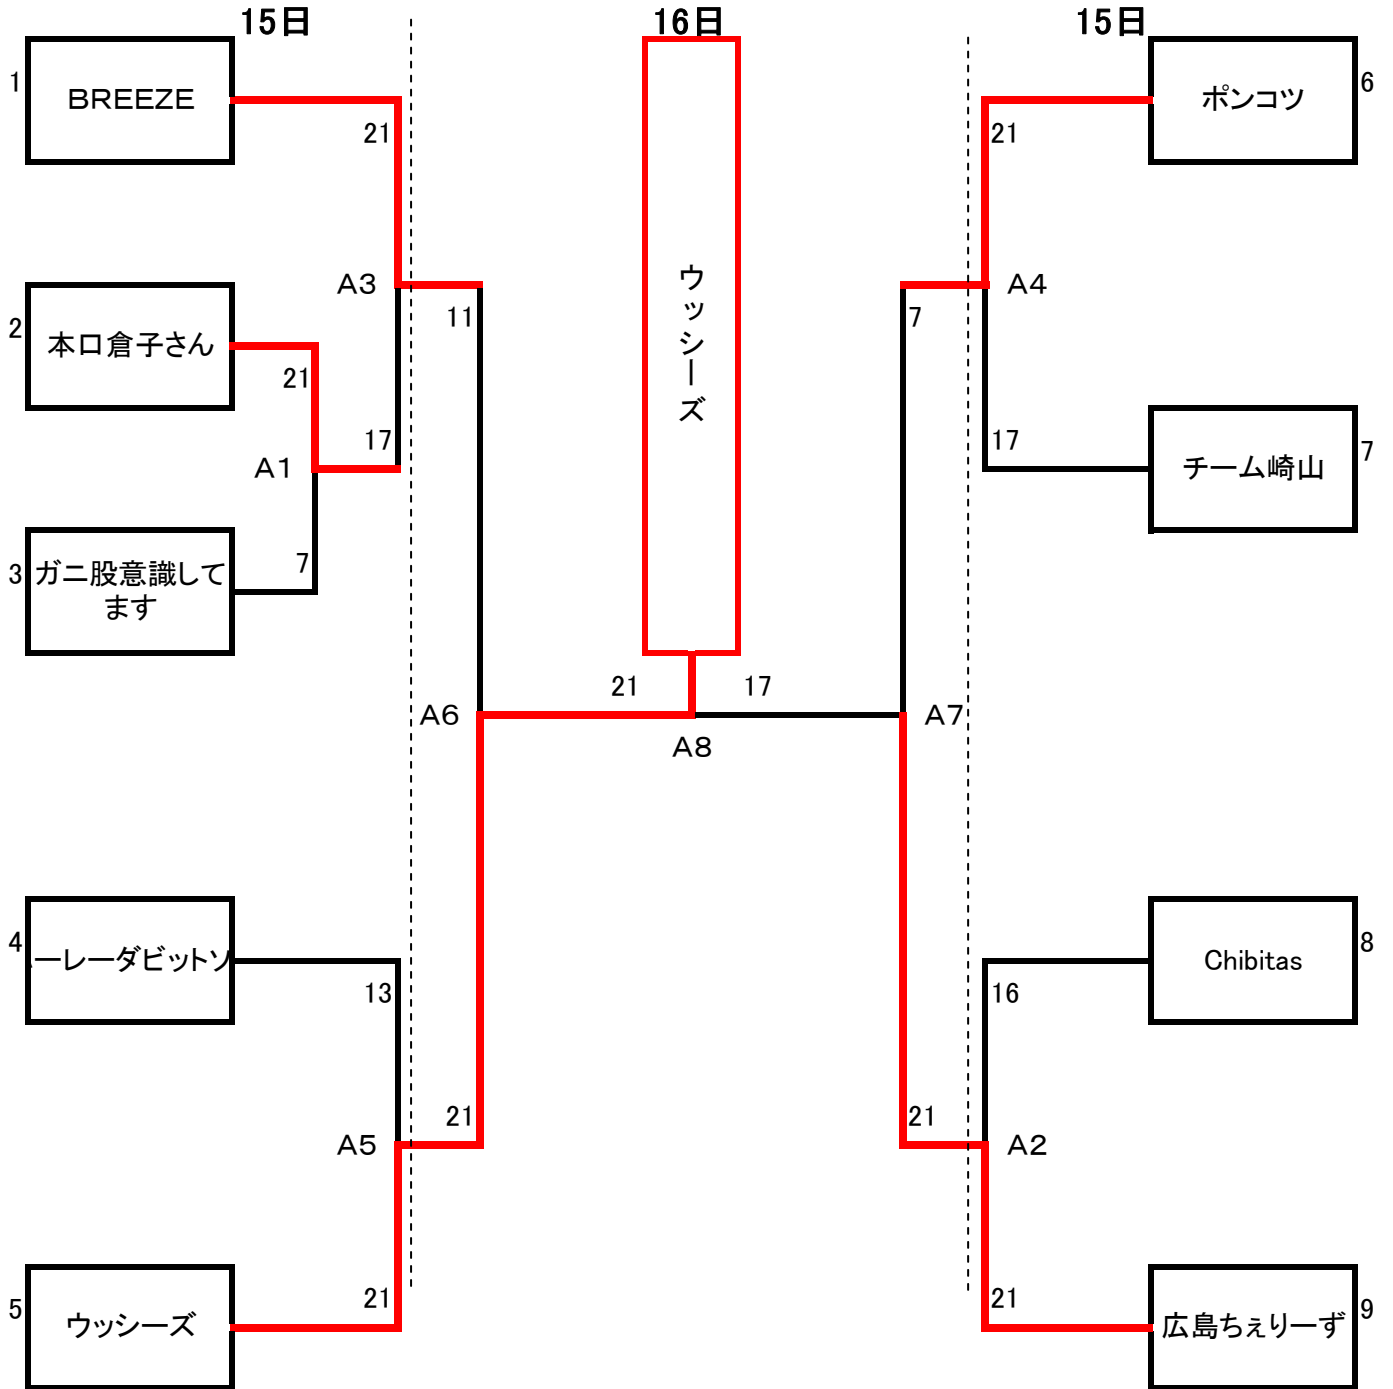 15日
16日
15日
1
BREEZE
21
ポンコツ
6
21
A3
11
ウッシーズ
7
A4
2
本口倉子さん
21
17
A1
17
チーム崎山
7
3
ガニ股意識して
ます
7
21
17
A6
A8
A7
4
ーレーダビットソ
13
Chibitas
8
16
A5
21
21
A2
5
ウッシーズ
21
21
広島ちぇりーず
9